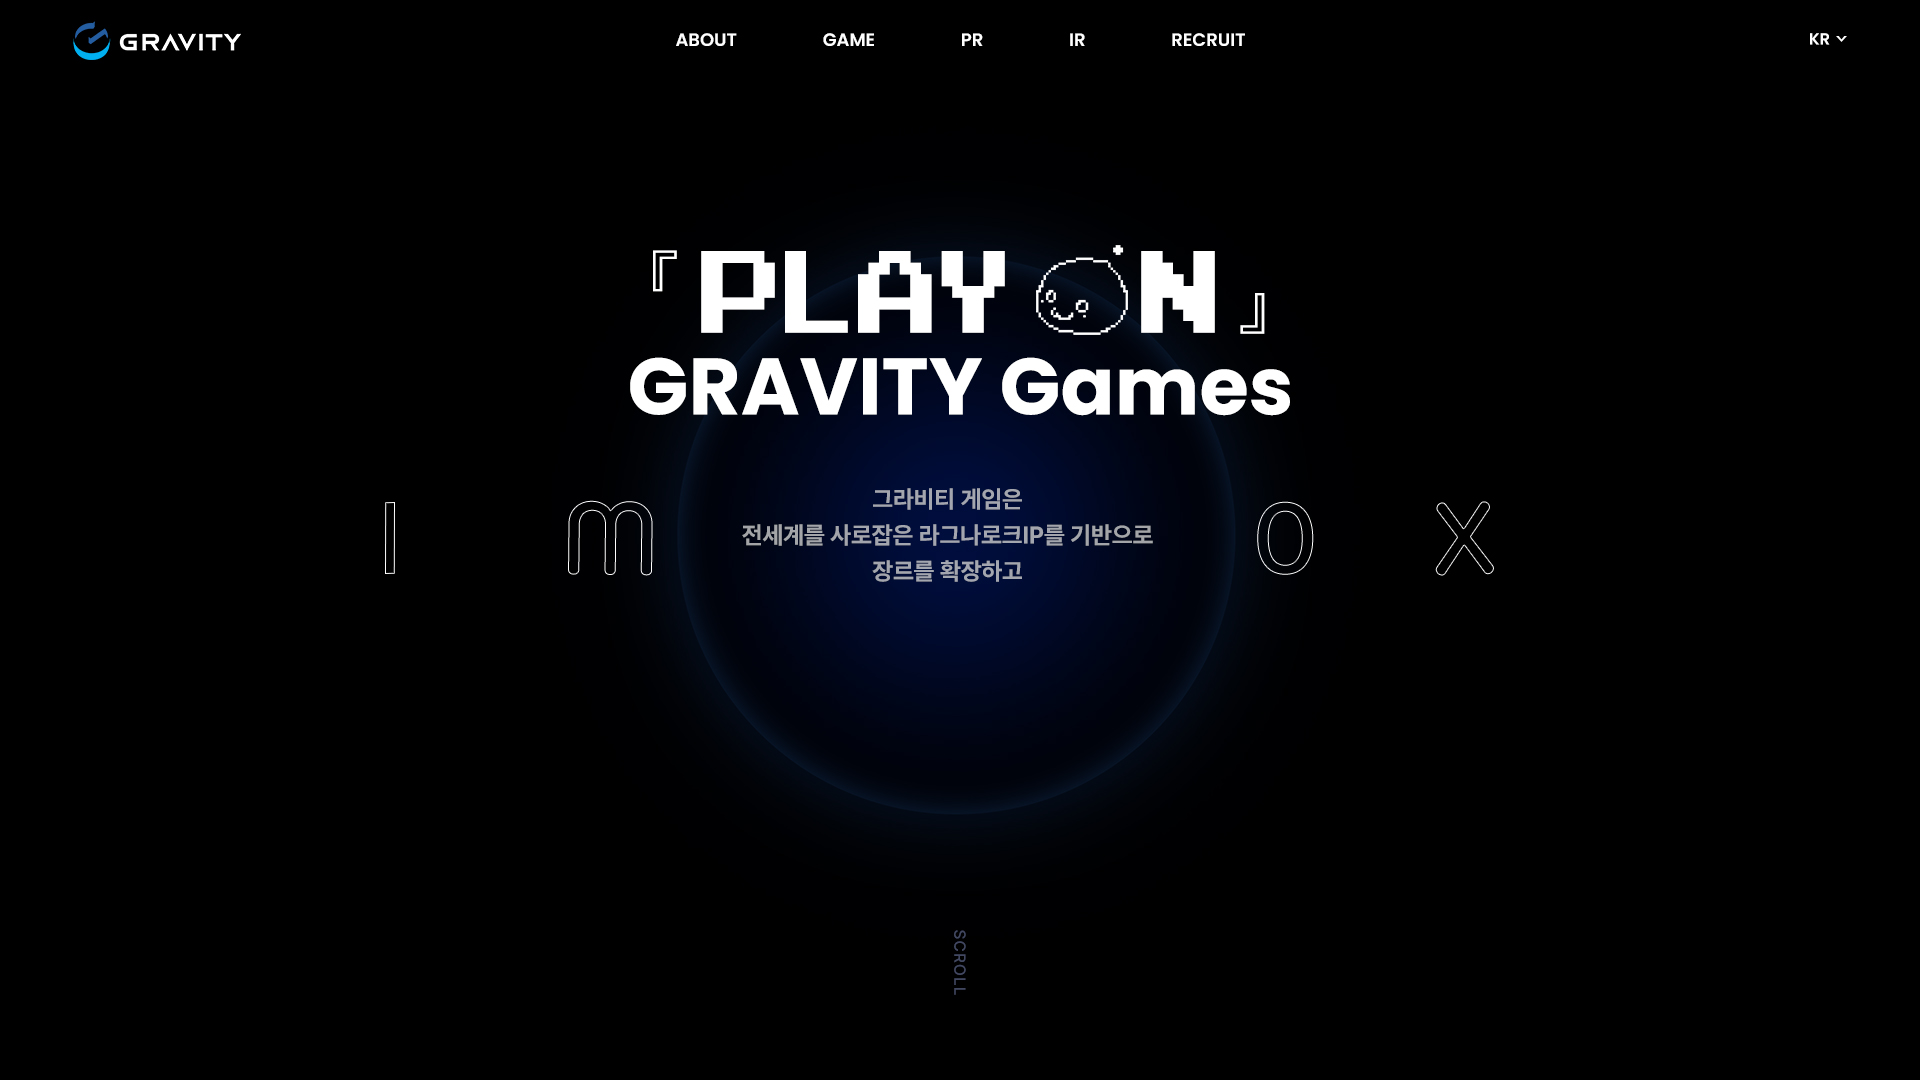 GRAVITY
ABOUT
GAME
PR
IR
RECRUIT
KR
『PLAY ON』
GRAVITY Games
I m O X
그라비티 게임은
전세계를 사로잡은 라그나로크IP를 기반으로
장르를 확장하고
SCROLL